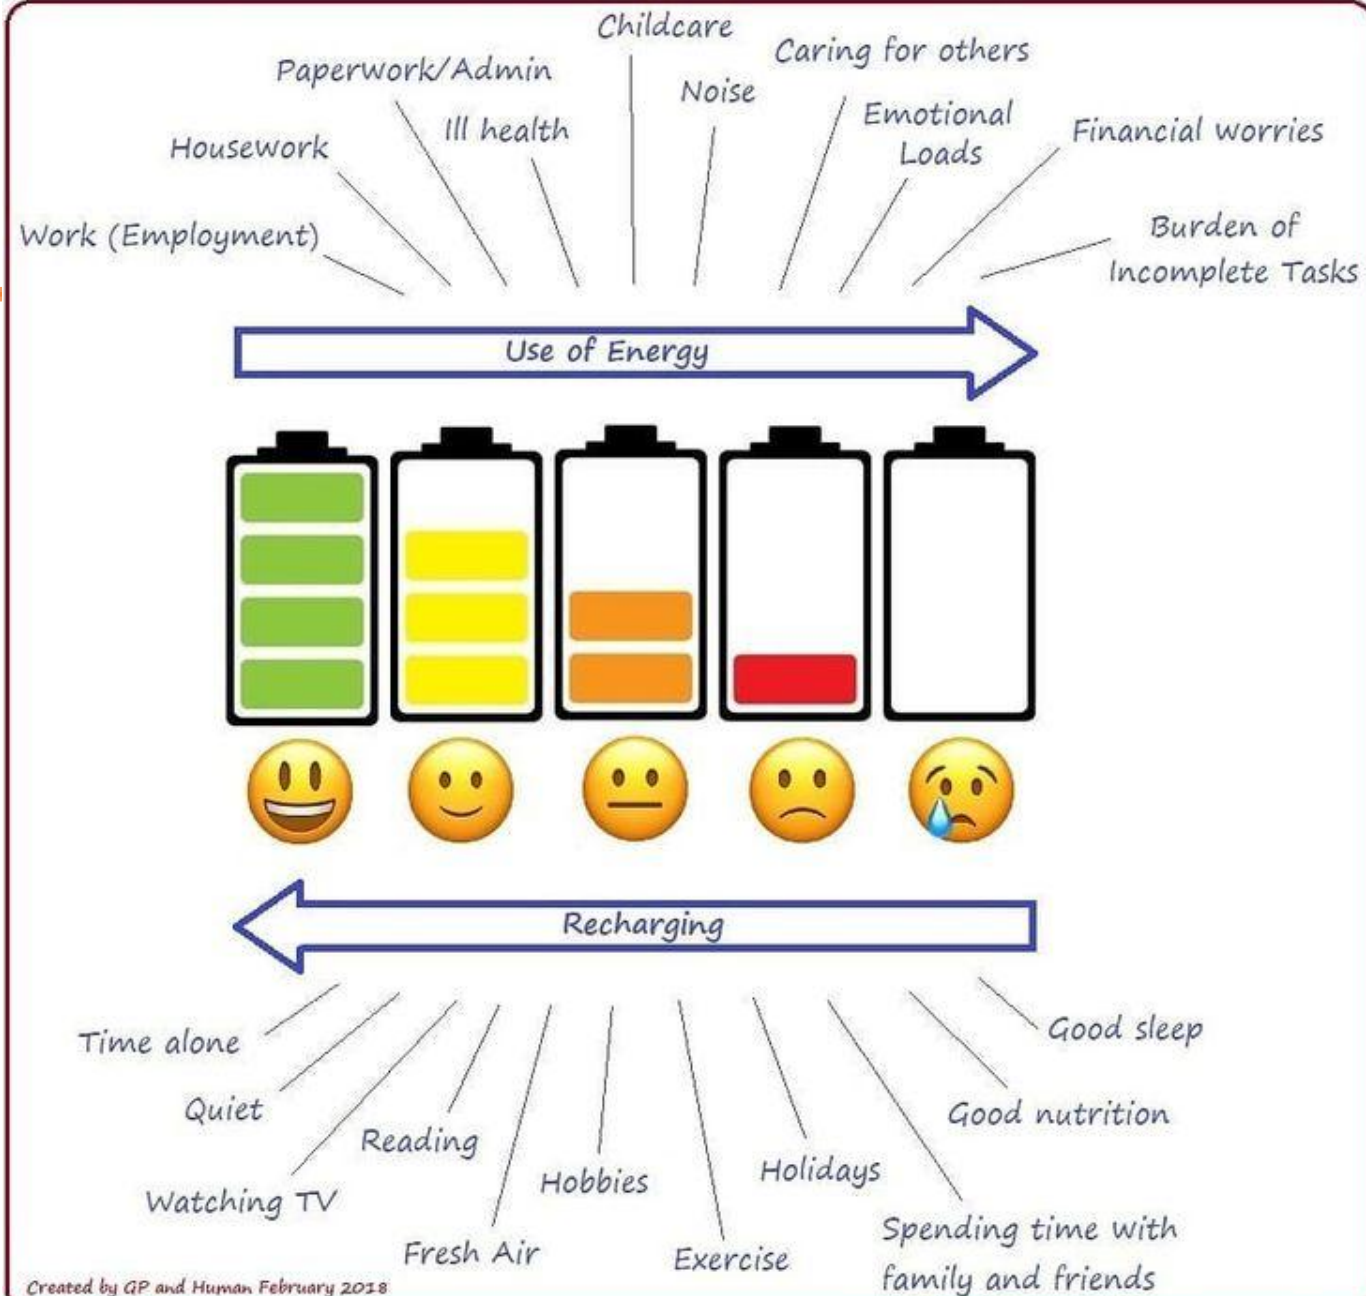 Childcare
Caring for others
Paperwork/Admin
Noise
Emotional
Loads
Ill health
Financial worries
Housework
Work (Employment)
Burden of
Incomplete Tasks
Use of Energy
Recharging
Time alone
Good sleep
Quiet
Good nutrition
Reading
Holidays
Hobbies
Watching TV
Spending time with
family and friends
Fresh Air
Exercise
Created by GP and Human February 2018